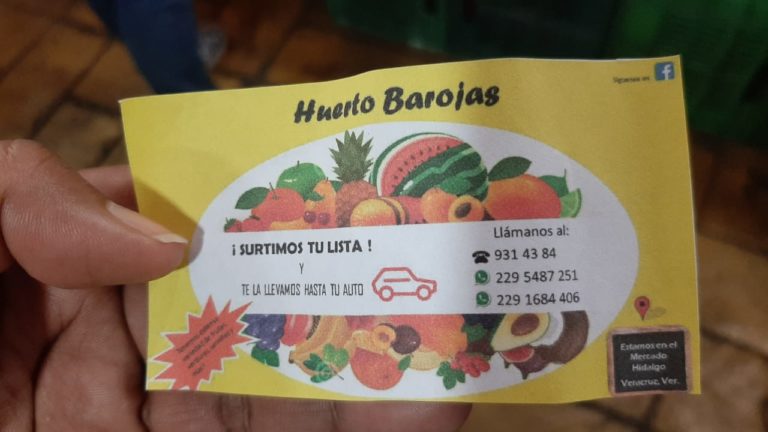 Síguenos en
f
Huerto Barojas
¡ SURTIMOS TU LISTA !
Y
TE LA LLEVAMOS HASTA TU AUTO
Llámanos al:
931 43 84
229 5487 251
229 1684 406
Estamos en el
Mercado
Hidalgo
Veracruz, Ver.